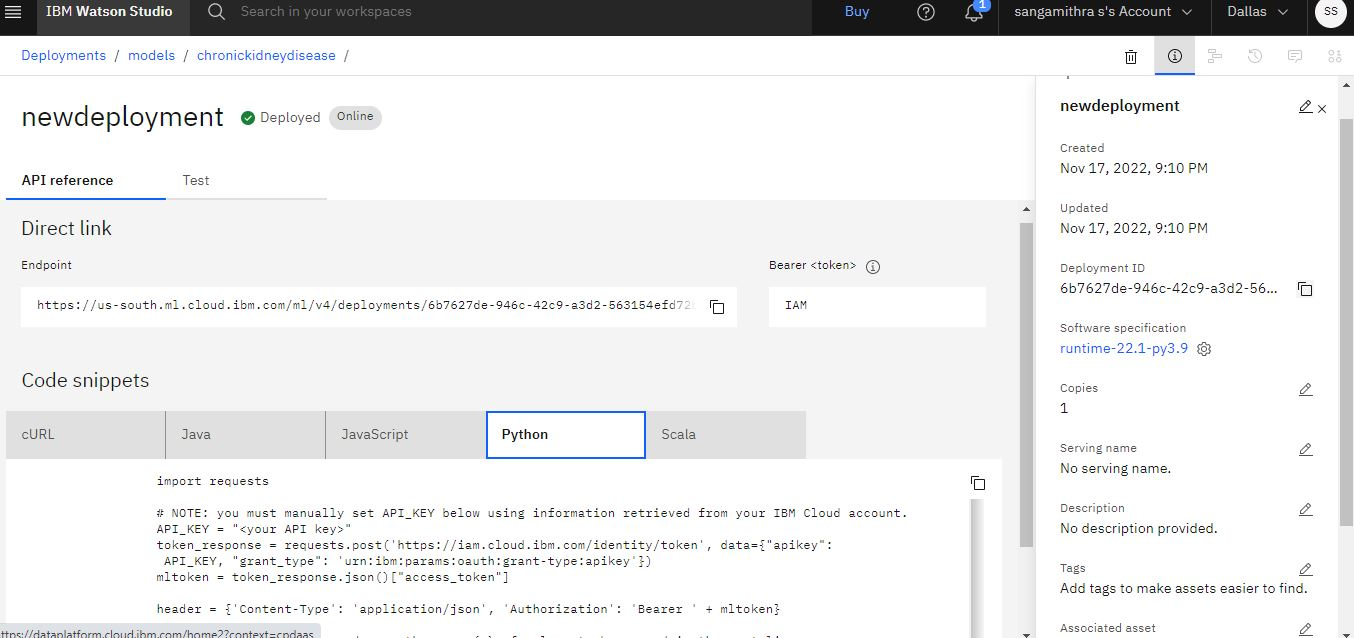 IBM Watson Studio
Search in your workspaces
Buy
1
sangamithra s's Account
Dallas
SS
Deployments / models / chronickidneydisease /
newdeployment
Deployed
Online
API reference
Test
Direct link
Endpoint
https://us-south.ml.cloud.ibm.com/ml/v4/deployments/6b7627de-946c-42c9-a3d2-563154efd72
Bearer <token>
IAM
Code snippets
cURL
Java
JavaScript
Python
Scala
import requests
# NOTE: you must manually set API_KEY below using information retrieved from your IBM Cloud account.
API_KEY = "<your API key>"
token_response = requests.post('https://iam.cloud.ibm.com/identity/token', data={"apikey":
API_KEY, "grant_type": 'urn:ibm:params:oauth:grant-type:apikey'})
mltoken = token_response.json()["access_token"]
header = {'Content-Type': 'application/json', 'Authorization': 'Bearer ' + mltoken}
ttps://dataplatform.cloud.ibm.com/home2?context=cpdaas
newdeployment
Created
Nov 17, 2022, 9:10 PM
Updated
Nov 17, 2022, 9:10 PM
Deployment ID
6b7627de-946c-42c9-a3d2-56...
Software specification
runtime-22.1-py3.9
Copies
1
Serving name
No serving name.
Description
No description provided.
Tags
Add tags to make assets easier to find.
Associated asset